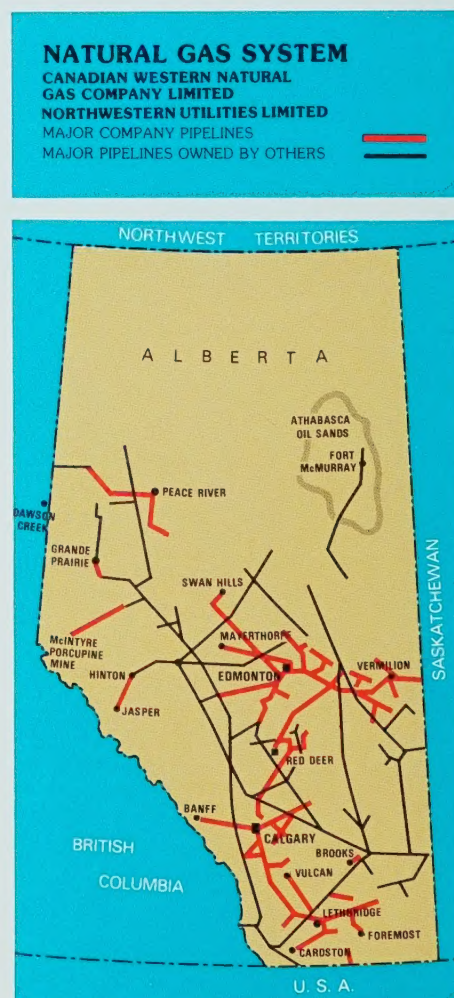 NATURAL GAS SYSTEM
CANADIAN WESTERN NATURAL
GAS COMPANY LIMITED
NORTHWESTERN UTILITIES LIMITED
MAJOR COMPANY PIPELINES
MAJOR PIPELINES OWNED BY OTHERS
NORTHWEST TERRITORIES
ALBERTA
ATHABASCA
OIL SANDS
FORT
McMURRAY
PEACE RIVER
DAWSON
CREEK
GRANDE
PRAIRIE
SWAN HILLS
SASKATCHEWAN
McINTYRE
PORCUPINE
MINE
MAYERTHORPE
VERMILION
HINTON
EDMONTON
JASPER
RED DEER
BANFF
CALGARY
BRITISH
COLUMBIA
BROOKS
VULCAN
LETHBRIDGE
FOREMOST
CARDSTON
U. S. A.